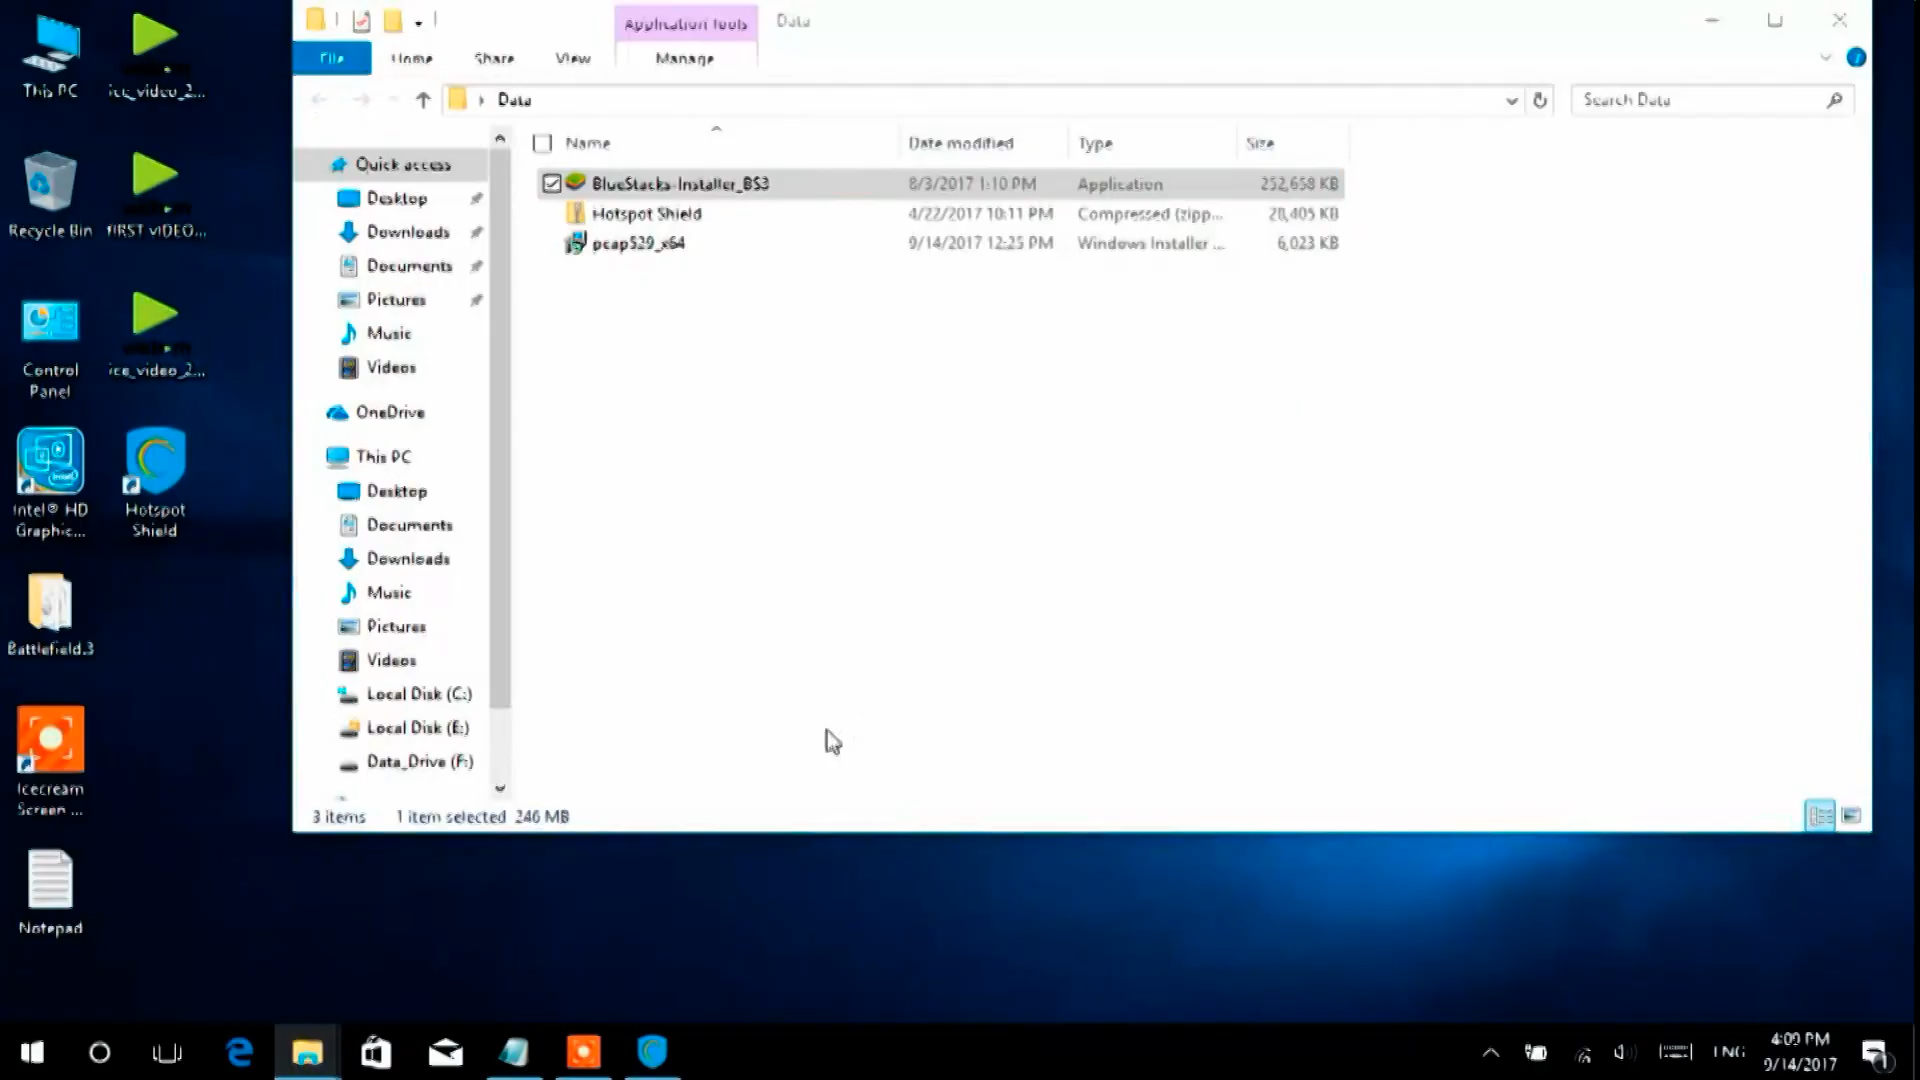 This PC
ice_video_2...
Recycle Bin
fIRST vIDEO...
Control
Panel
ice_video_2...
Intel® HD
Graphic...
Hotspot
Shield
Battlefield.3
Icecream
Screen ...
Notepad
Application Tools
Data
File
Home
Share
View
Manage
Data
Search Data
Name
Date modified
Type
Size
BlueStacks-Installer_BS3
8/3/2017 1:10 PM
Application
252,658 KB
Hotspot Shield
4/22/2017 10:11 PM
Compressed (zipp...
20,405 KB
pcap529_x64
9/14/2017 12:25 PM
Windows Installer ...
6,023 KB
Quick access
Desktop
Downloads
Documents
Pictures
Music
Videos
OneDrive
This PC
Desktop
Documents
Downloads
Music
Pictures
Videos
Local Disk (C:)
Local Disk (E:)
Data_Drive (F:)
3 items
1 item selected 246 MB
ENG
4:09 PM
9/14/2017
1